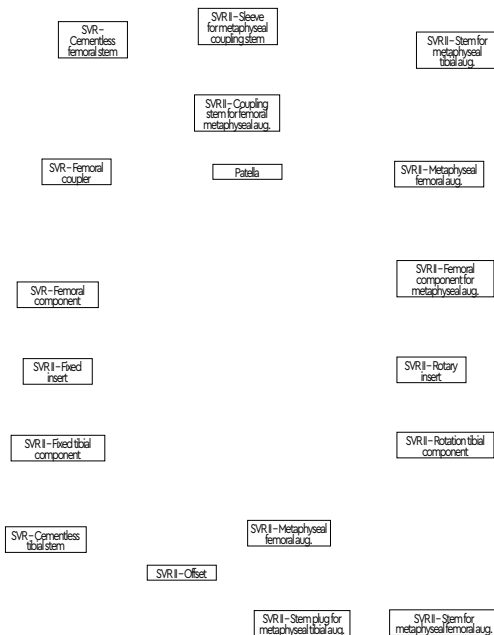 SVR –
Cementless
femoral stem
SVR II – Sleeve
for metaphyseal
coupling stem
SVR II – Stem for
metaphyseal
tibial aug.
SVR II – Coupling
stem for femoral
metaphyseal aug.
SVR – Femoral
coupler
Patella
SVR II – Metaphyseal
femoral aug.
SVR II – Femoral
component for
metaphyseal aug.
SVR – Femoral
component
SVR II – Fixed
insert
SVR II – Rotary
insert
SVR II – Fixed tibial
component
SVR II – Rotation tibial
component
SVR – Cementless
tibial stem
SVR II – Metaphyseal
femoral aug.
SVR II – Offset
SVR II – Stem plug for
metaphyseal tibial aug.
SVR II – Stem for
metaphyseal femoral aug.